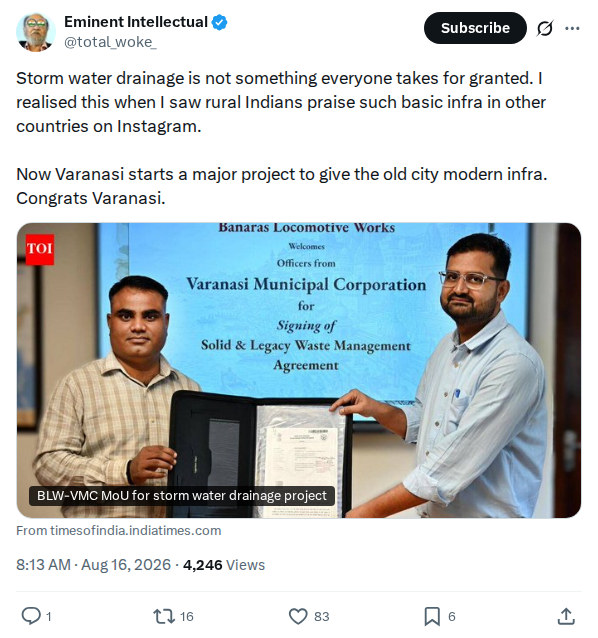 Eminent Intellectual
Subscribe
@total_woke_
Storm water drainage is not something everyone takes for granted. I
realised this when I saw rural Indians praise such basic infra in other
countries on Instagram.
Now Varanasi starts a major project to give the old city modern infra.
Congrats Varanasi.
TOI
Banaras Locomotive Works
Welcomes
Officers from
Varanasi Municipal Corporation
for
Signing of
Solid & Legacy Waste Management
Agreement
BLW-VMC MoU for storm water drainage project
From timesofindia.indiatimes.com
8:13 AM · Aug 16, 2026 · 4,246 Views
1
16
83
6